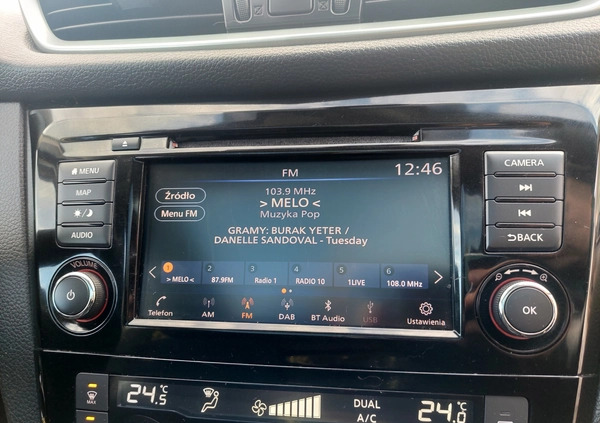 FM
12:46
103.9 MHz
> MELO <
Muzyka Pop
Źródło
Menu FM
GRAMY: BURAK YETER /
DANELLE SANDOVAL - Tuesday
1 2 3 4 5 6
> MELO < 87.9FM Radio 1 RADIO 10 1LIVE 108.0 MHz
Telefon AM FM DAB BT Audio USB Ustawienia
MENU
MAP
AUDIO
VOLUME
CAMERA
BACK
OK
MAX
24.5 °C
DUAL
A/C
24.0 °C